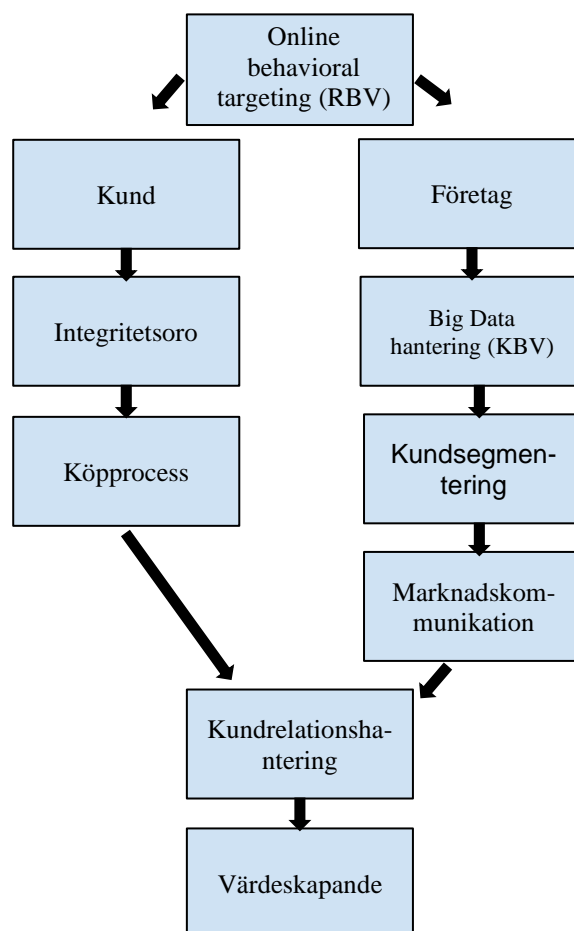 Online
behavioral
targeting (RBV)
Kund
Företag
Integritetsoro
Big Data
hantering (KBV)
Köpprocess
Kundsegmen-
tering
Marknadskom-
munikation
Kundrelationsha-
ntering
Värdeskapande